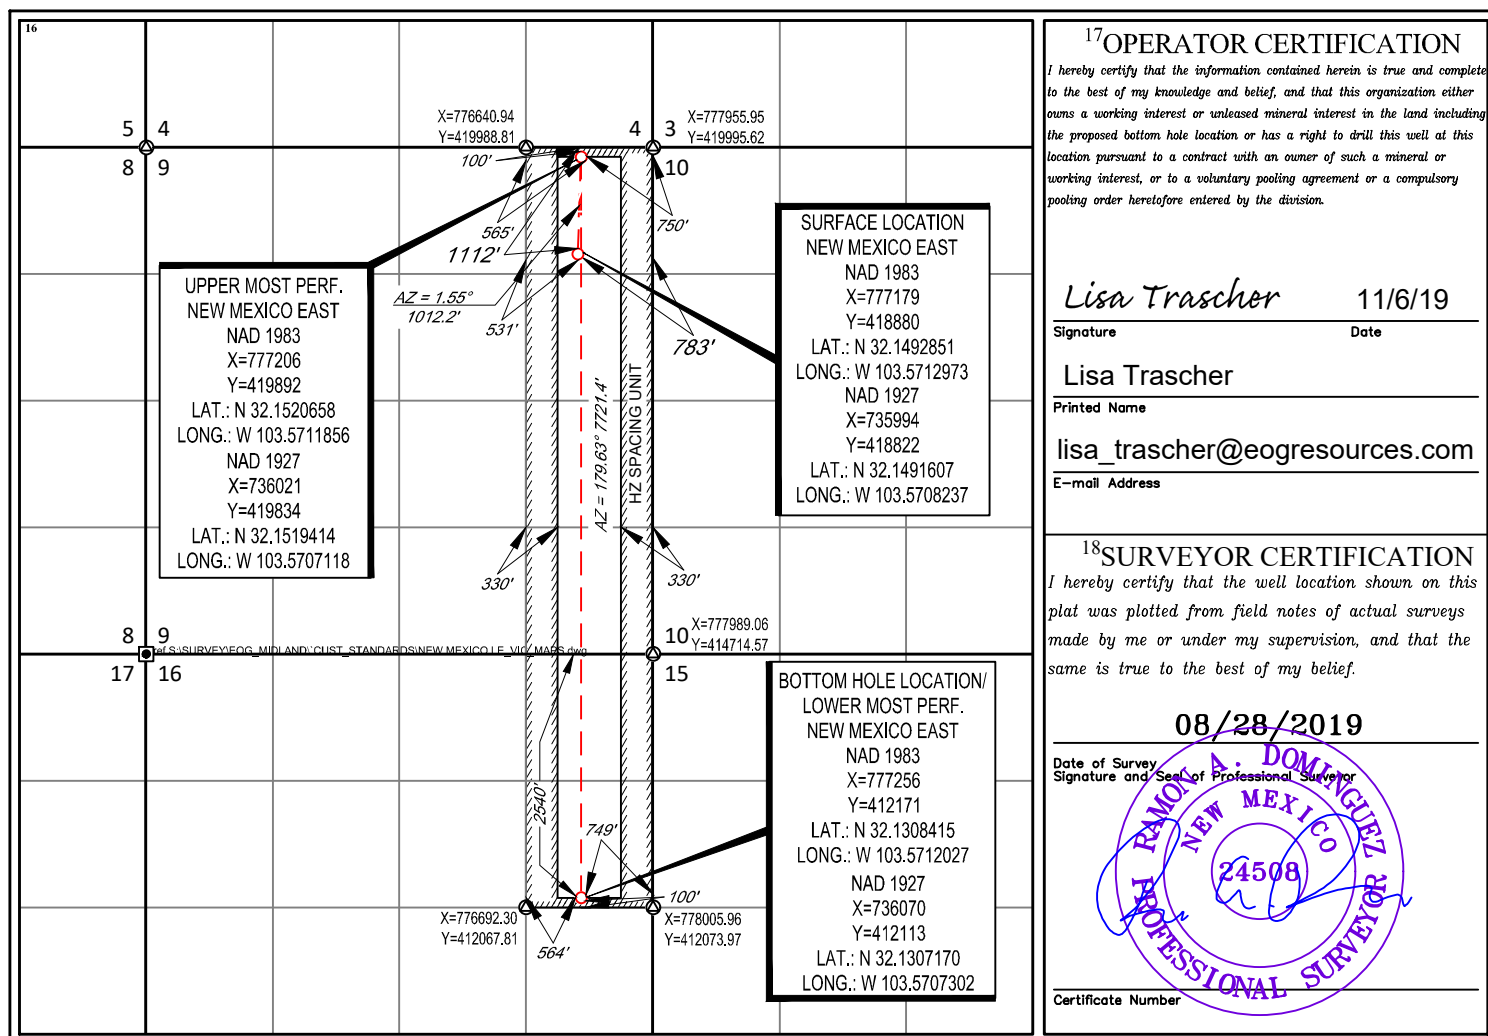 16
5 4
8 9
X=776640.94
Y=419988.81
4 3
10
X=777955.95
Y=419995.62
100'
565'
1112'
750'
AZ = 1.55°
1012.2'
531'
783'
UPPER MOST PERF.
NEW MEXICO EAST
NAD 1983
X=777206
Y=419892
LAT.: N 32.1520658
LONG.: W 103.5711856
NAD 1927
X=736021
Y=419834
LAT.: N 32.1519414
LONG.: W 103.5707118
SURFACE LOCATION
NEW MEXICO EAST
NAD 1983
X=777179
Y=418880
LAT.: N 32.1492851
LONG.: W 103.5712973
NAD 1927
X=735994
Y=418822
LAT.: N 32.1491607
LONG.: W 103.5708237
AZ = 179.63° 7721.4'
HZ SPACING UNIT
330'
330'
8 9
17 16
ref S:\SURVEY\EOG_MIDLAND\_CUST_STANDARDS\NEW MEXICO LE_VIC_MAPS.dwg
10
15
X=777989.06
Y=414714.57
2540'
749'
100'
X=776692.30
Y=412067.81
564'
X=778005.96
Y=412073.97
BOTTOM HOLE LOCATION/
LOWER MOST PERF.
NEW MEXICO EAST
NAD 1983
X=777256
Y=412171
LAT.: N 32.1308415
LONG.: W 103.5712027
NAD 1927
X=736070
Y=412113
LAT.: N 32.1307170
LONG.: W 103.5707302
17OPERATOR CERTIFICATION
I hereby certify that the information contained herein is true and complete
to the best of my knowledge and belief, and that this organization either
owns a working interest or unleased mineral interest in the land including
the proposed bottom hole location or has a right to drill this well at this
location pursuant to a contract with an owner of such a mineral or
working interest, or to a voluntary pooling agreement or a compulsory
pooling order heretofore entered by the division.
Lisa Trascher 11/6/19
Signature Date
Lisa Trascher
Printed Name
lisa_trascher@eogresources.com
E-mail Address
18SURVEYOR CERTIFICATION
I hereby certify that the well location shown on this
plat was plotted from field notes of actual surveys
made by me or under my supervision, and that the
same is true to the best of my belief.
08/28/2019
Date of Survey
Signature and Seal of Professional Surveyor
RAMON A. DOMINGUEZ
NEW MEXICO
24508
PROFESSIONAL SURVEYOR
Certificate Number